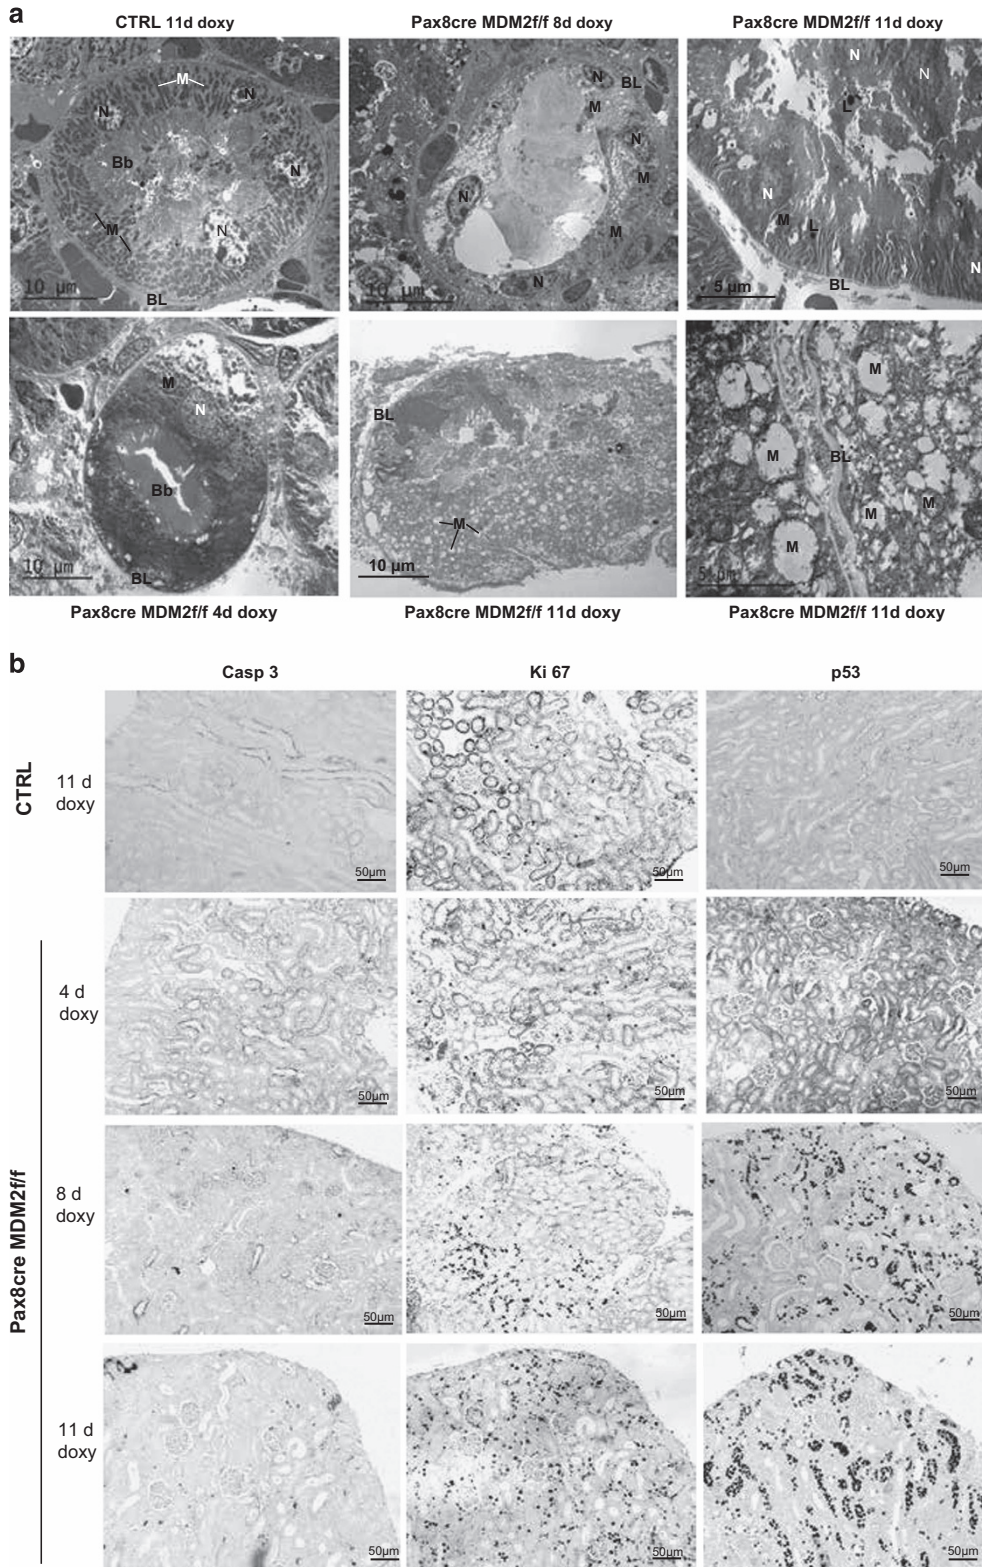 a
CTRL 11d doxy
Pax8cre MDM2f/f 8d doxy
Pax8cre MDM2f/f 11d doxy
M
N
N
Bb
N
M
N
10 µm
BL
N
BL
M
N
M
N
M
N
10 µm
N
N
L
N
M
L
N
BL
5 µm
M
N
Bb
10 µm
BL
BL
M
10 µm
M
M
BL
M
M
M
5 µm
Pax8cre MDM2f/f 4d doxy
Pax8cre MDM2f/f 11d doxy
Pax8cre MDM2f/f 11d doxy
b
Casp 3
Ki 67
p53
CTRL
11 d
doxy
50µm
50µm
50µm
Pax8cre MDM2f/f
4 d
doxy
50µm
50µm
50µm
8 d
doxy
50µm
50µm
50µm
11 d
doxy
50µm
50µm
50µm